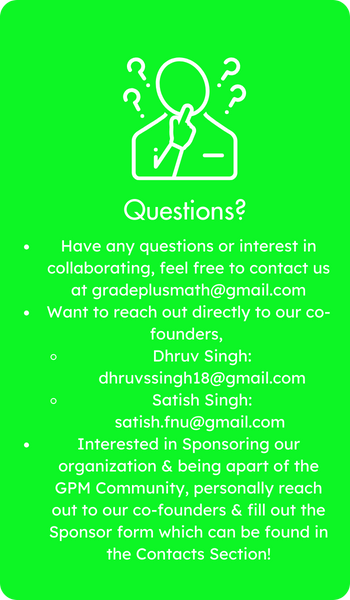 Questions?
Have any questions or interest in
collaborating, feel free to contact us
at gradeplusmath@gmail.com
Want to reach out directly to our co-
founders,
Dhruv Singh:
dhruvssingh18@gmail.com
Satish Singh:
satish.fnu@gmail.com
Interested in Sponsoring our
organization & being apart of the
GPM Community, personally reach
out to our co-founders & fill out the
Sponsor form which can be found in
the Contacts Section!